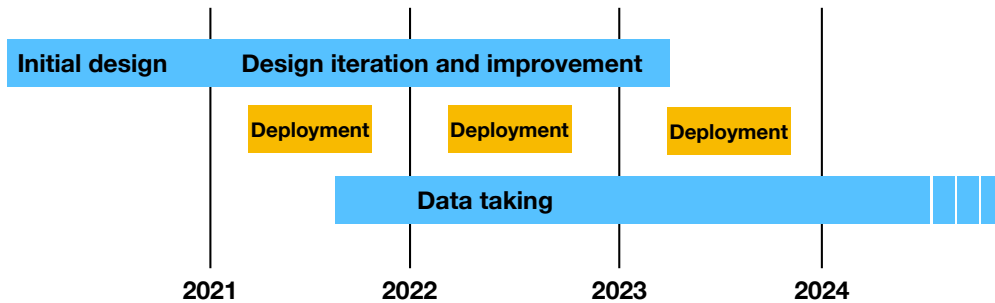 Initial design Design iteration and improvement
Deployment Deployment Deployment
Data taking
2021 2022 2023 2024